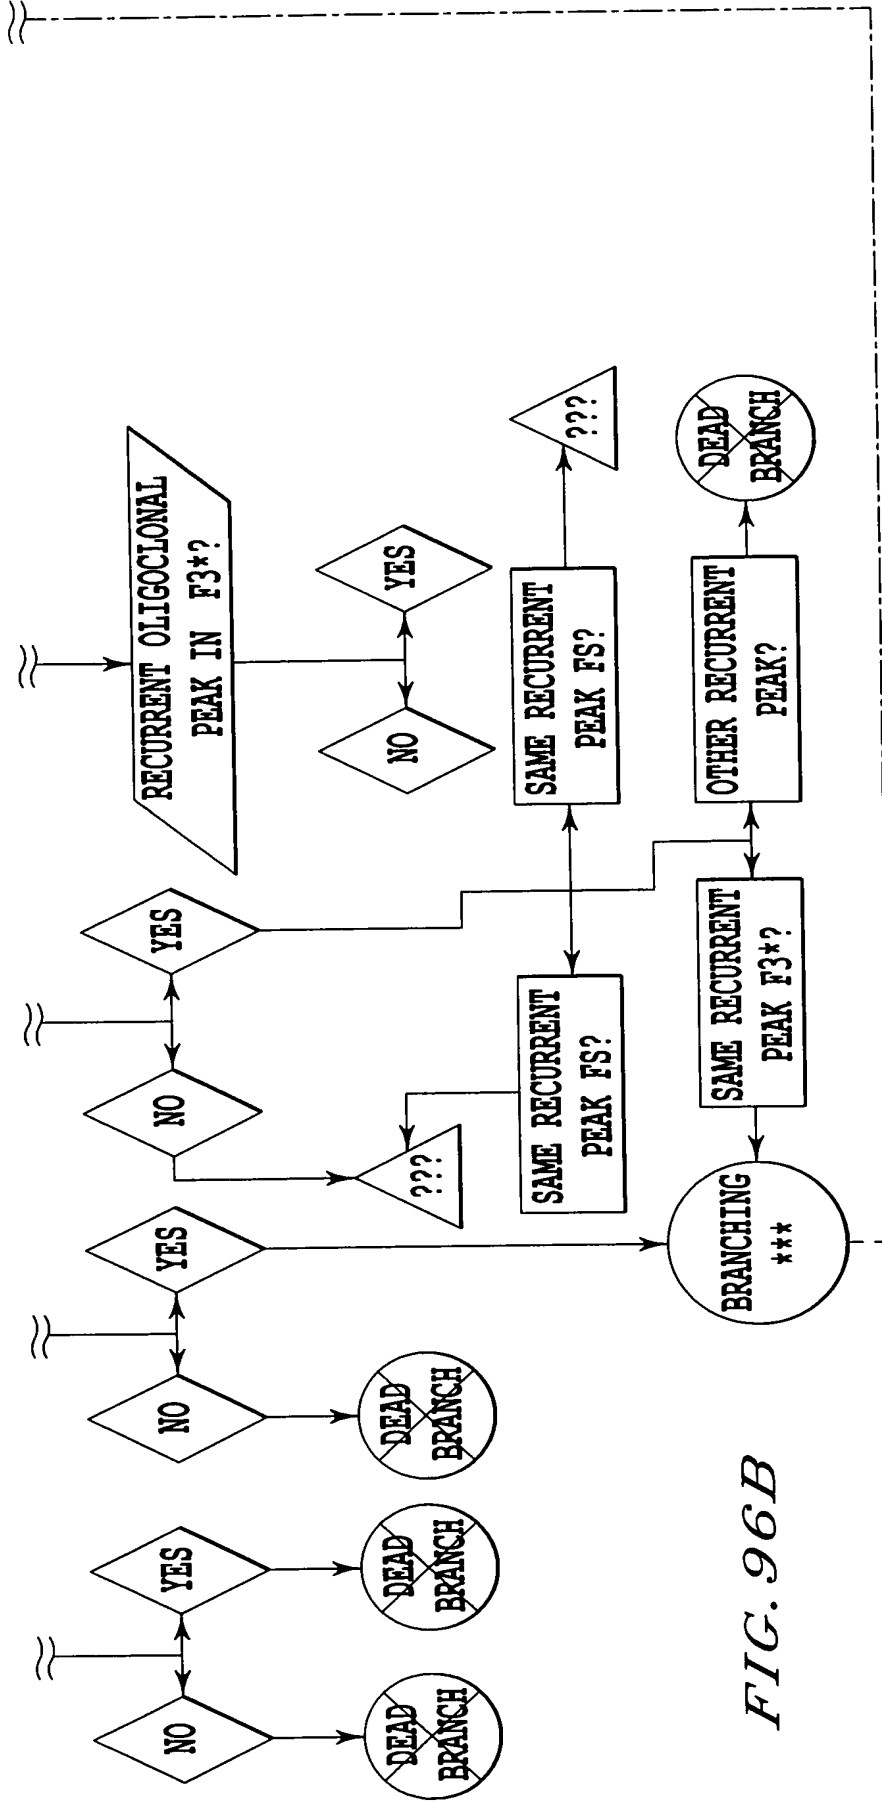 NO
YES
NO
YES
NO
YES
RECURRENT OLIGOCLONAL
PEAK IN F3*?
DEAD
BRANCH
DEAD
BRANCH
DEAD
BRANCH
???
NO
YES
SAME RECURRENT
PEAK FS?
SAME RECURRENT
PEAK FS?
???
BRANCHING
***
SAME RECURRENT
PEAK F3*?
OTHER RECURRENT
PEAK?
DEAD
BRANCH
FIG. 96B